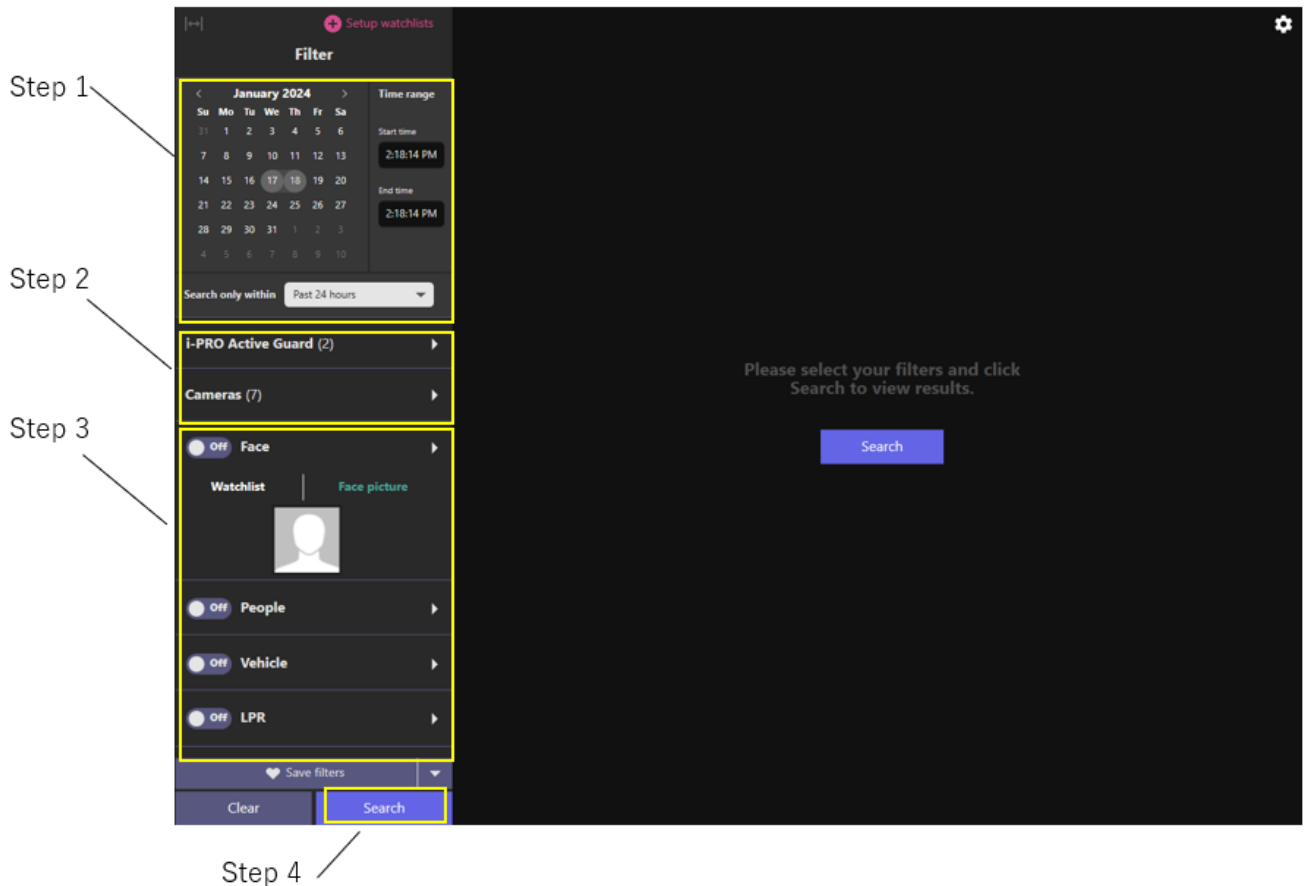 Setup watchlists
Filter
Step 1
January 2024
Su Mo Tu We Th Fr Sa
31 1 2 3 4 5 6
7 8 9 10 11 12 13
14 15 16 17 18 19 20
21 22 23 24 25 26 27
28 29 30 31 1 2 3
4 5 6 7 8 9 10
Time range
Start time
2:18:14 PM
End time
2:18:14 PM
Search only within Past 24 hours
Step 2
i-PRO Active Guard (2)
Cameras (7)
Step 3
Off Face
Watchlist Face picture
Off People
Off Vehicle
Off LPR
Save filters
Clear Search
Step 4
Please select your filters and click
Search to view results.
Search